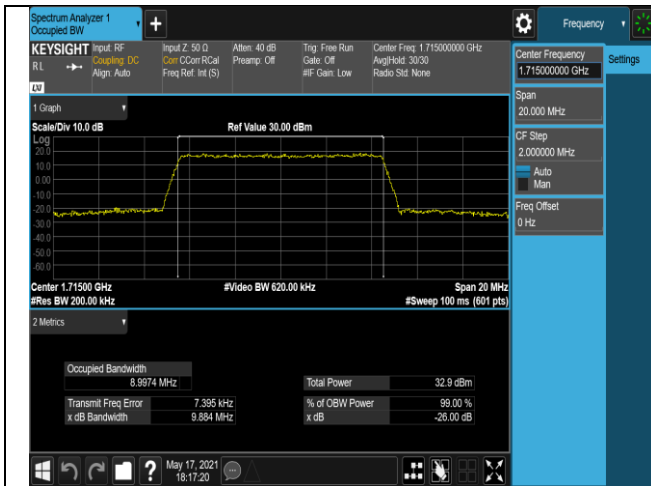 Spectrum Analyzer 1
Occupied BW
Frequency
KEYSIGHT
Input: RF
Coupling: DC
Align: Auto
Input Z: 50 Ω
Corr CCorr RCal
Freq Ref: Int (S)
Atten: 40 dB
Preamp: Off
Trig: Free Run
Gate: Off
#IF Gain: Low
Center Freq: 1.715000000 GHz
Avg|Hold: 30/30
Radio Std: None
RL
LXI
Center Frequency
1.715000000 GHz
Settings
Span
20.000 MHz
CF Step
2.000000 MHz
Auto
Man
Freq Offset
0 Hz
1 Graph
Scale/Div 10.0 dB
Ref Value 30.00 dBm
Log
20.0
10.0
0.00
-10.0
-20.0
-30.0
-40.0
-50.0
-60.0
Center 1.71500 GHz
#Video BW 620.00 kHz
Span 20 MHz
#Res BW 200.00 kHz
#Sweep 100 ms (601 pts)
2 Metrics
Occupied Bandwidth
8.9974 MHz
Total Power 32.9 dBm
Transmit Freq Error 7.395 kHz
% of OBW Power 99.00 %
x dB Bandwidth 9.884 MHz
x dB -26.00 dB
?
May 17, 2021
18:17:20